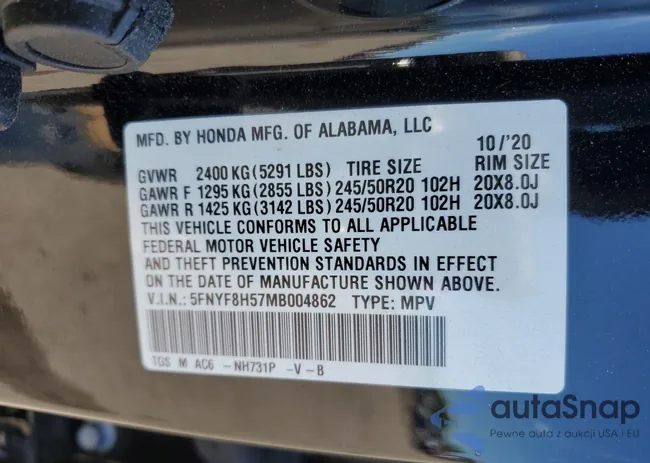 MFD. BY HONDA MFG. OF ALABAMA, LLC 10/'20
GVWR 2400 KG (5291 LBS) TIRE SIZE RIM SIZE
GAWR F 1295 KG (2855 LBS) 245/50R20 102H 20X8.0J
GAWR R 1425 KG (3142 LBS) 245/50R20 102H 20X8.0J
THIS VEHICLE CONFORMS TO ALL APPLICABLE
FEDERAL MOTOR VEHICLE SAFETY
AND THEFT PREVENTION STANDARDS IN EFFECT
ON THE DATE OF MANUFACTURE SHOWN ABOVE.
V.I.N.: 5FNYF8H57MB004862 TYPE: MPV
TGS M AC6 -NH731P -V-B
autaSnap
Pewne auta z aukcji USA i EU